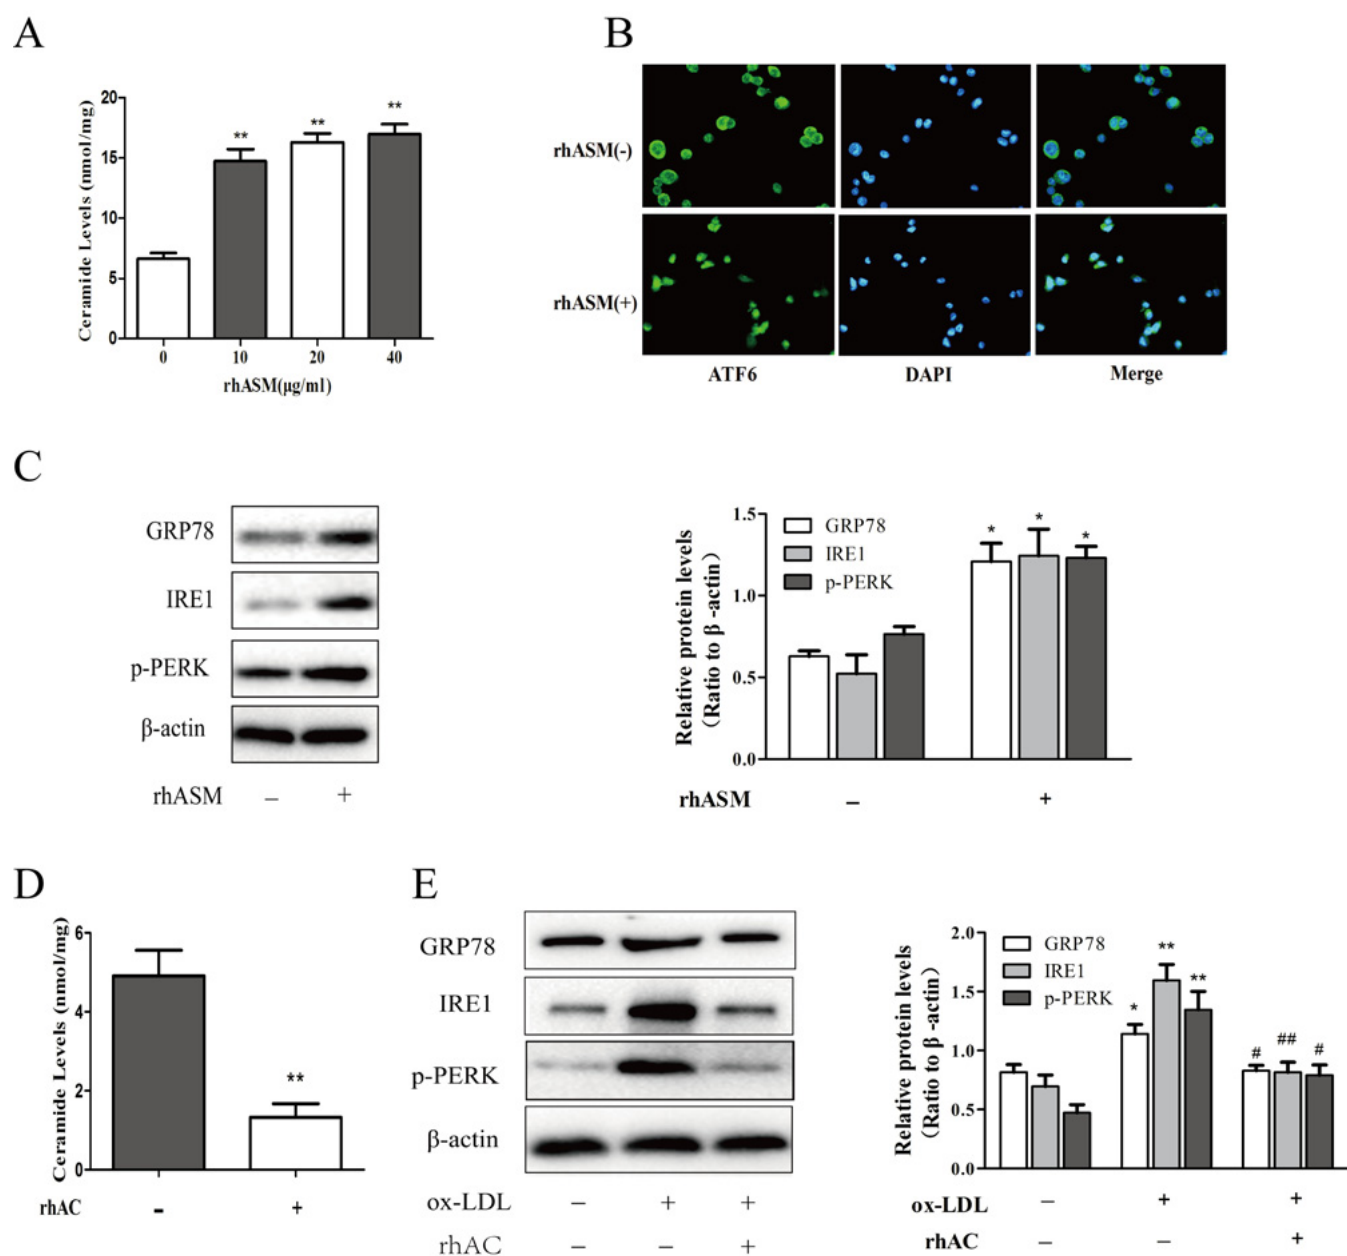 A
Ceramide Levels (nmol/mg)
20
15
10
5
0
** ** **
0 10 20 40
rhASM(μg/ml)
B
rhASM(-)
rhASM(+)
ATF6 DAPI Merge
C
GRP78
IRE1
p-PERK
β-actin
rhASM – +
Relative protein levels
(Ratio to β -actin)
1.5
1.0
0.5
0.0
GRP78
IRE1
p-PERK
* * *
rhASM – +
D
Ceramide Levels (nmol/mg)
6
4
2
0
**
rhAC - +
E
GRP78
IRE1
p-PERK
β-actin
ox-LDL – + +
rhAC – – +
Relative protein levels
(Ratio to β -actin)
2.0
1.5
1.0
0.5
0.0
GRP78
IRE1
p-PERK
* ** **
# ## #
ox-LDL – + +
rhAC – – +